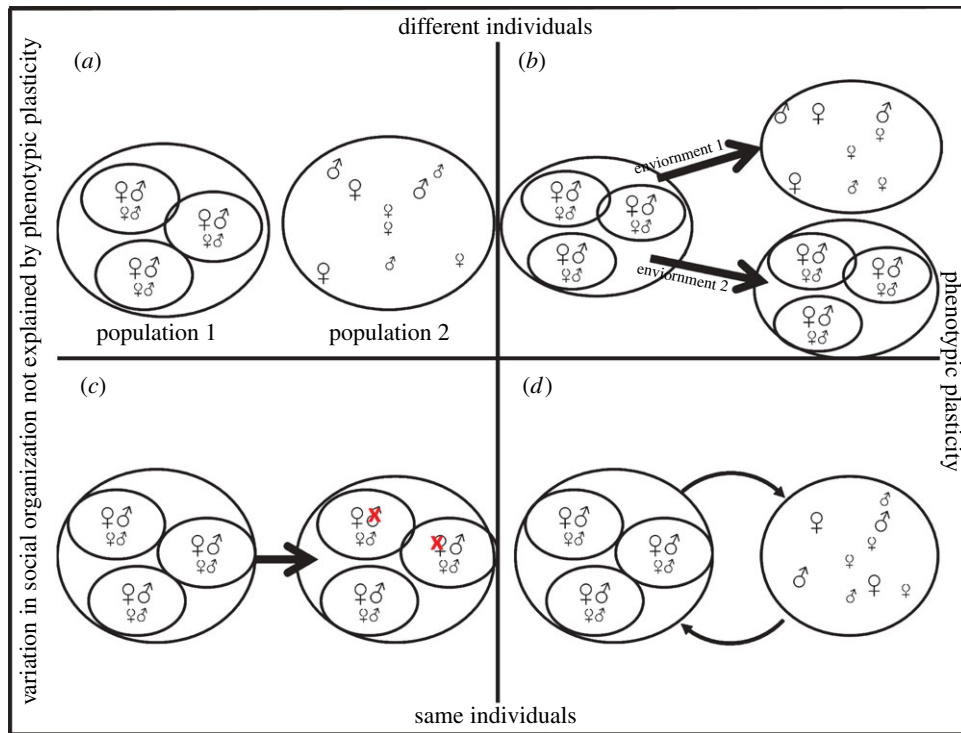 different individuals
variation in social organization not explained by phenotypic plasticity
(a)
population 1
population 2
(b)
enviornment 1
enviornment 2
phenotypic plasticity
(c)
X
X
(d)
same individuals